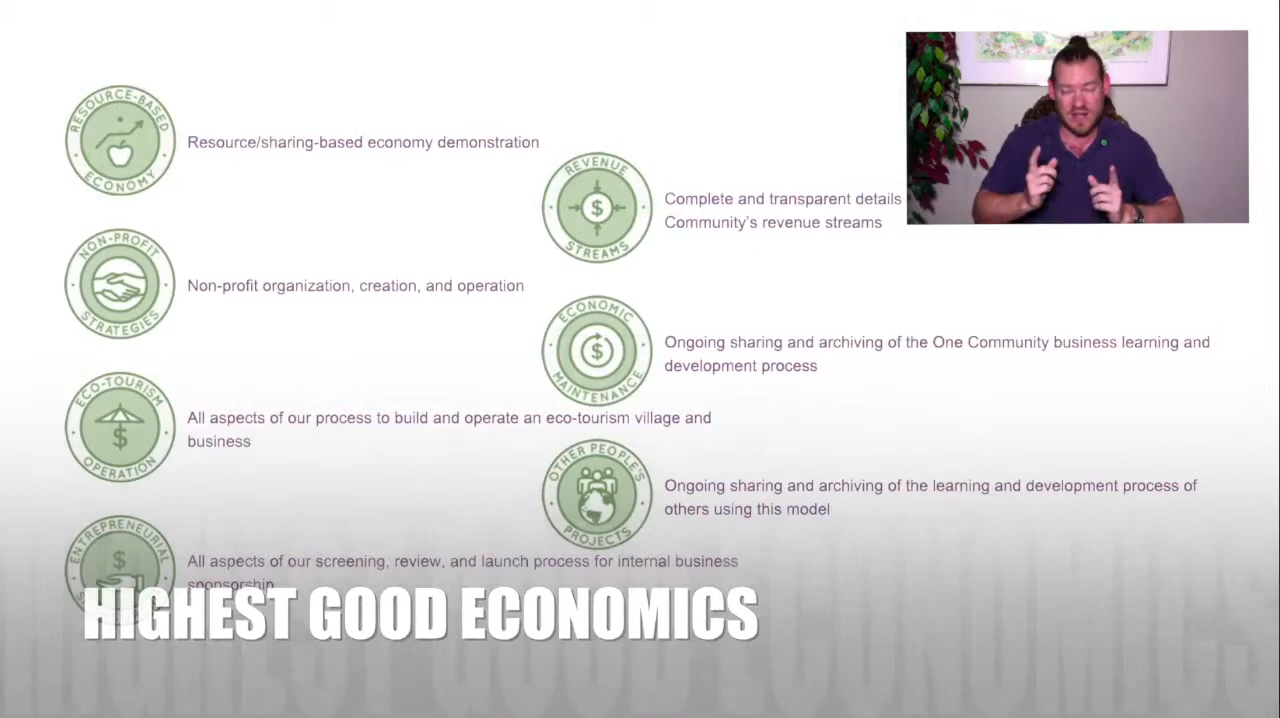 RESOURCE-BASED
ECONOMY
Resource/sharing-based economy demonstration
REVENUE
STREAMS
Complete and transparent details
Community's revenue streams
NON-PROFIT
STRATEGIES
Non-profit organization, creation, and operation
ECONOMIC
MAINTENANCE
Ongoing sharing and archiving of the One Community business learning and
development process
ECO-TOURISM
OPERATION
All aspects of our process to build and operate an eco-tourism village and
business
OTHER PEOPLE'S
PROJECTS
Ongoing sharing and archiving of the learning and development process of
others using this model
ENTREPRENEURIAL
All aspects of our screening, review, and launch process for internal business
sponsorship
HIGHEST GOOD ECONOMICS
HIGHEST GOOD ECONOMICS